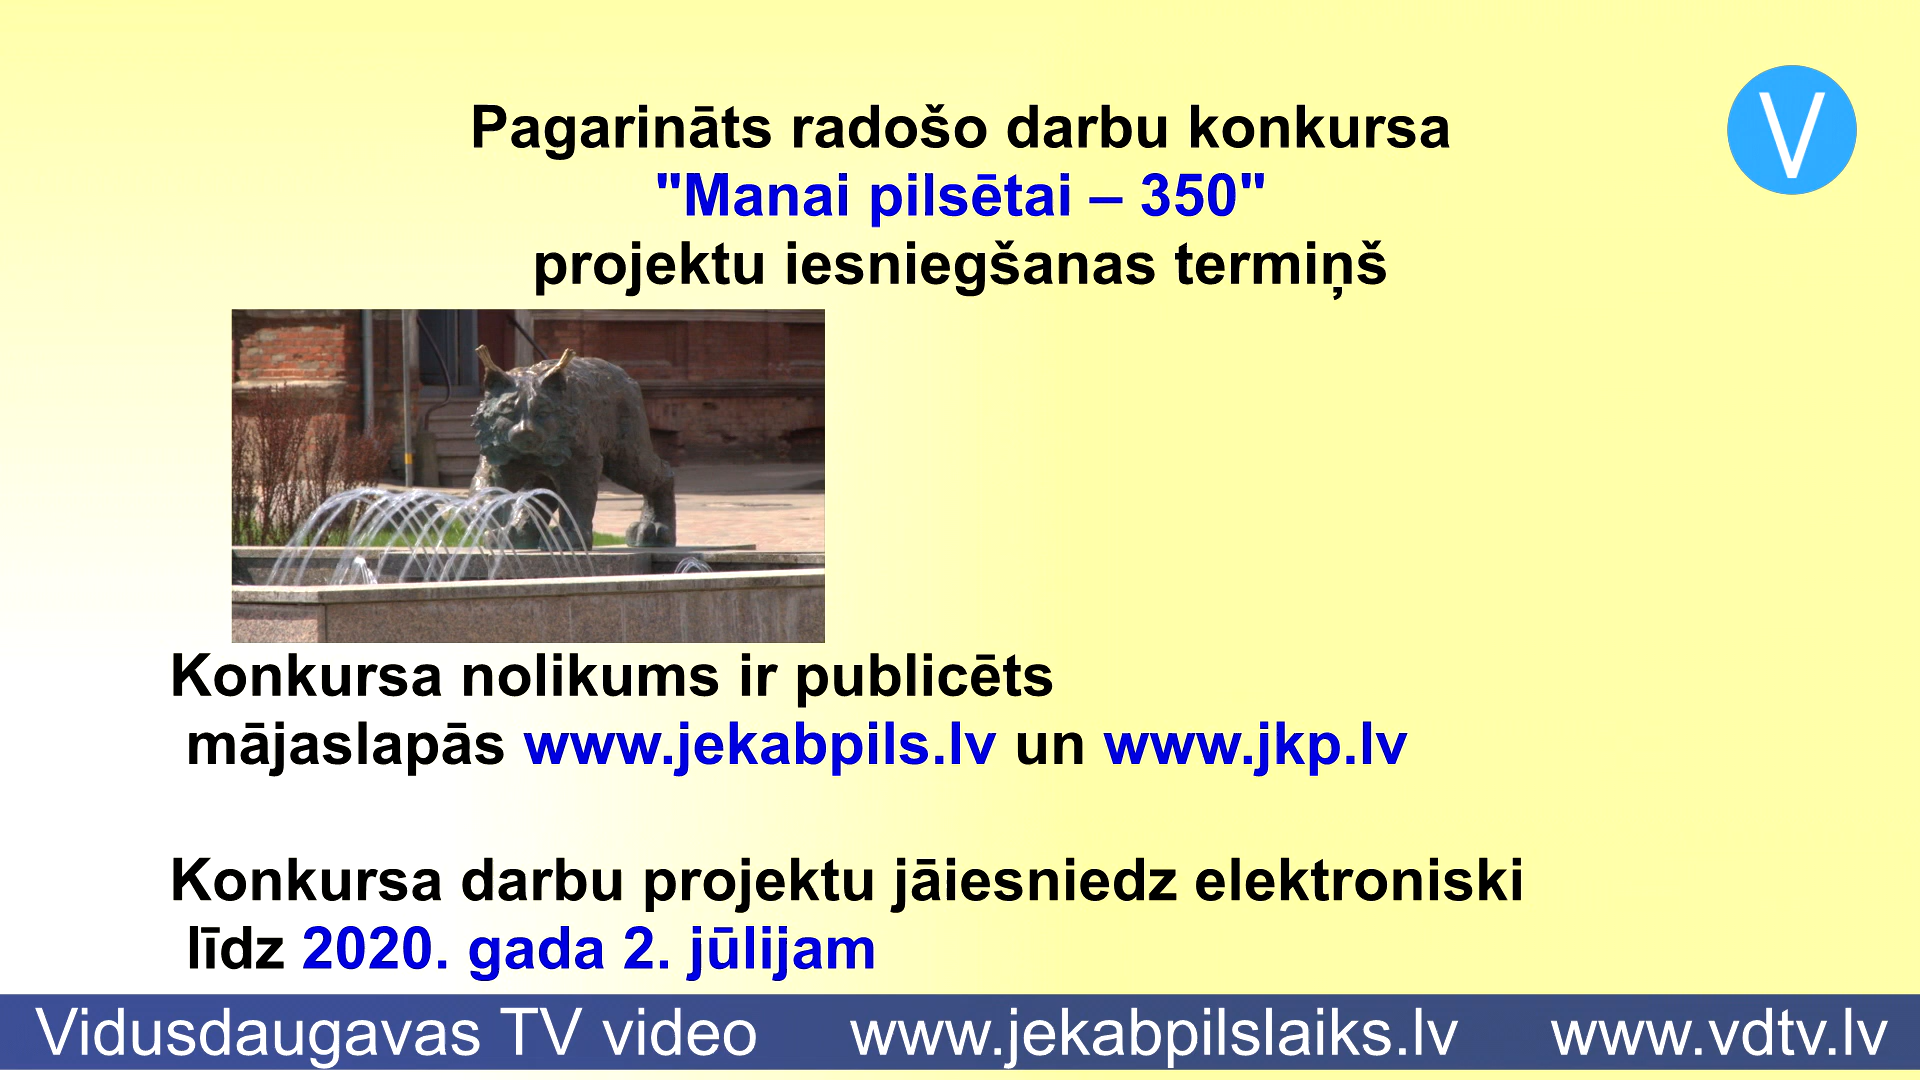 Pagarināts radošo darbu konkursa
"Manai pilsētai – 350"
projektu iesniegšanas termiņš
V
Konkursa nolikums ir publicēts
mājaslapās www.jekabpils.lv un www.jkp.lv
Konkursa darbu projektu jāiesniedz elektroniski
līdz 2020. gada 2. jūlijam
Vidusdaugavas TV video www.jekabpilslaiks.lv www.vdtv.lv